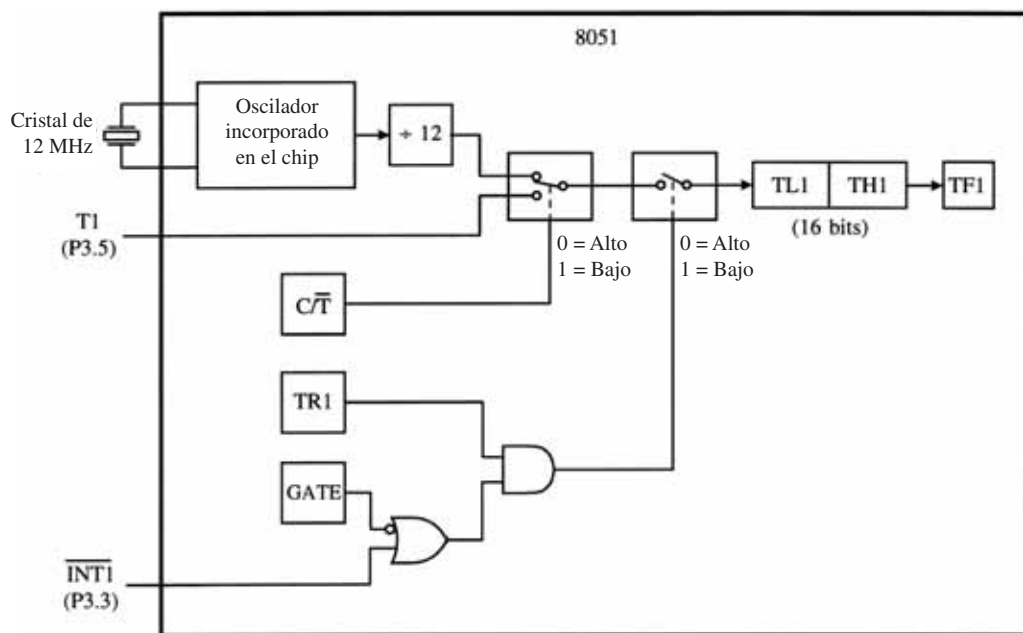 8051
Cristal de
12 MHz
Oscilador
incorporado
en el chip
÷ 12
T1
(P3.5)
TL1
TH1
TF1
(16 bits)
0 = Alto
1 = Bajo
0 = Alto
1 = Bajo
C/T̅
TR1
GATE
I̅N̅T̅1̅
(P3.3)